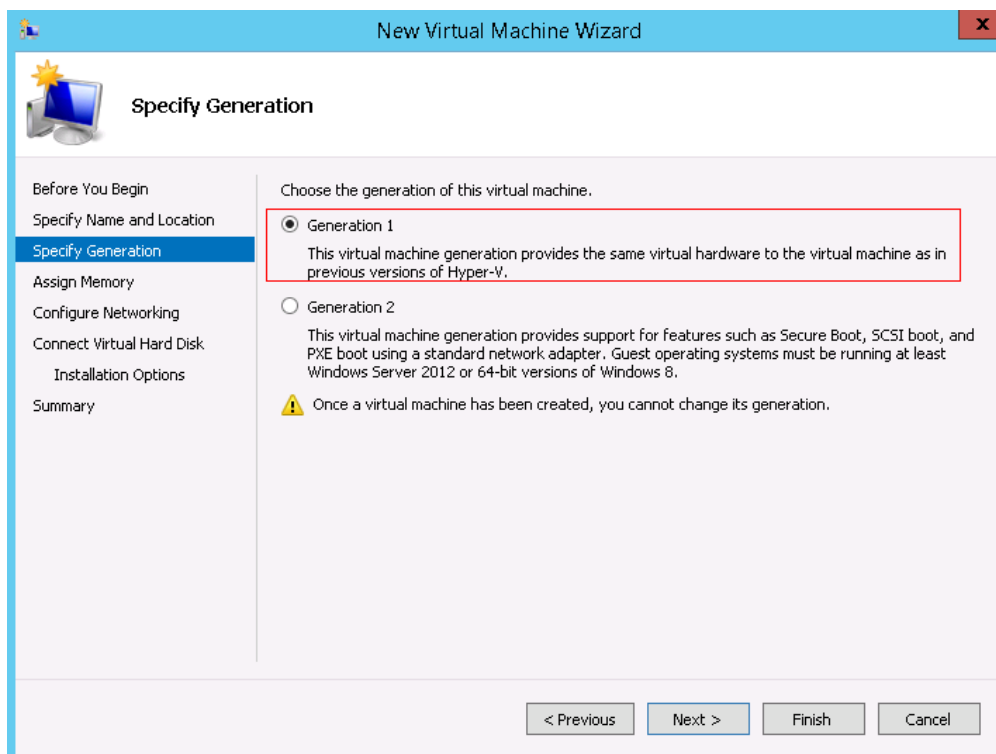 New Virtual Machine Wizard
x
Specify Generation
Before You Begin
Specify Name and Location
Specify Generation
Assign Memory
Configure Networking
Connect Virtual Hard Disk
Installation Options
Summary
Choose the generation of this virtual machine.
Generation 1
This virtual machine generation provides the same virtual hardware to the virtual machine as in
previous versions of Hyper-V.
Generation 2
This virtual machine generation provides support for features such as Secure Boot, SCSI boot, and
PXE boot using a standard network adapter. Guest operating systems must be running at least
Windows Server 2012 or 64-bit versions of Windows 8.
Once a virtual machine has been created, you cannot change its generation.
< Previous
Next >
Finish
Cancel